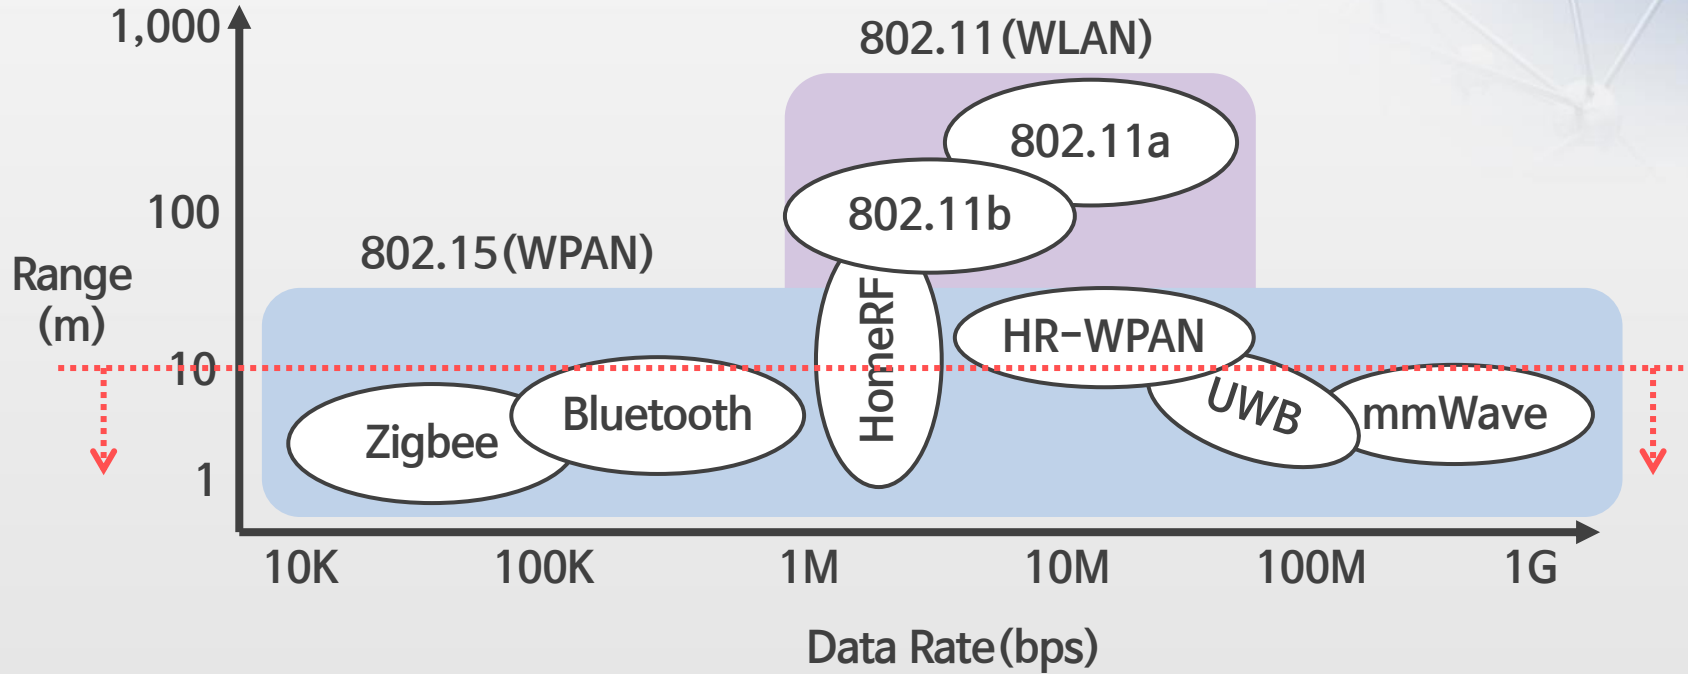 1,000
802.11(WLAN)
802.11a
100
802.11b
802.15(WPAN)
Range
(m)
HomeRF
HR-WPAN
10
UWB
Bluetooth
mmWave
Zigbee
1
10K
100K
1M
10M
100M
1G
Data Rate(bps)